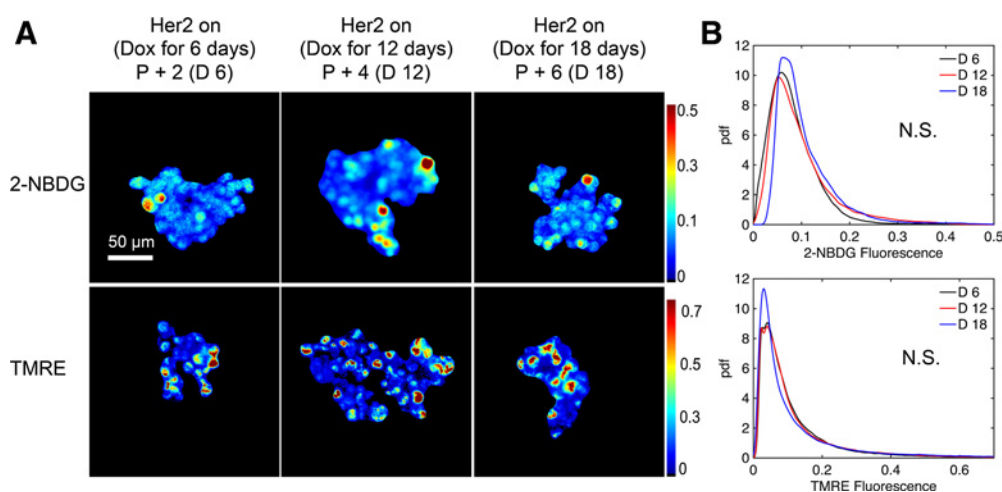 A
Her2 on
(Dox for 6 days)
P + 2 (D 6)
Her2 on
(Dox for 12 days)
P + 4 (D 12)
Her2 on
(Dox for 18 days)
P + 6 (D 18)
2-NBDG
50 µm
0.5
0.3
0.1
0
TMRE
0.7
0.4
0.2
0
B
12
10
8
6
4
2
0
pdf
D 6
D 12
D 18
N.S.
0 0.1 0.2 0.3 0.4 0.5
2-NBDG Fluorescence
12
10
8
6
4
2
0
pdf
D 6
D 12
D 18
N.S.
0 0.2 0.4 0.6
TMRE Fluorescence